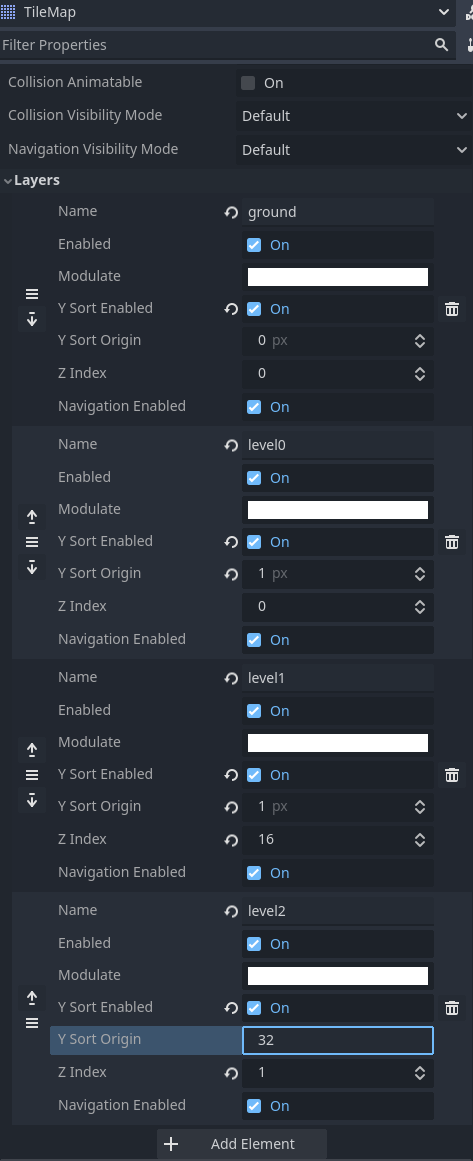 TileMap
Filter Properties
Collision Animatable On
Collision Visibility Mode Default
Navigation Visibility Mode Default
Layers
Name ground
Enabled On
Modulate
Y Sort Enabled On
Y Sort Origin 0 px
Z Index 0
Navigation Enabled On
Name level0
Enabled On
Modulate
Y Sort Enabled On
Y Sort Origin 1 px
Z Index 0
Navigation Enabled On
Name level1
Enabled On
Modulate
Y Sort Enabled On
Y Sort Origin 1 px
Z Index 16
Navigation Enabled On
Name level2
Enabled On
Modulate
Y Sort Enabled On
Y Sort Origin 32
Z Index 1
Navigation Enabled On
Add Element